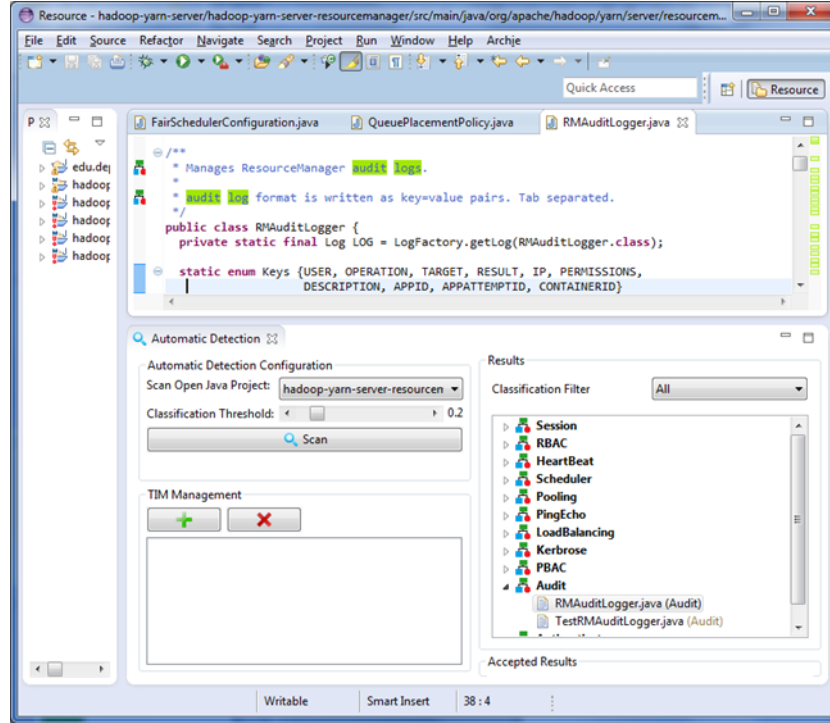 Resource - hadoop-yarn-server/hadoop-yarn-server-resourcemanager/src/main/java/org/apache/hadoop/yarn/server/resourcem...
File Edit Source Refactor Navigate Search Project Run Window Help Archie
Quick Access
Resource
P
FairSchedulerConfiguration.java
QueuePlacementPolicy.java
RMAuditLogger.java
edu.de
hadoop
hadoop
hadoop
hadoop
hadoop
/**
* Manages ResourceManager audit logs.
*
* audit log format is written as key=value pairs. Tab separated.
*/
public class RMAuditLogger {
private static final Log LOG = LogFactory.getLog(RMAuditLogger.class);
static enum Keys {USER, OPERATION, TARGET, RESULT, IP, PERMISSIONS,
DESCRIPTION, APPID, APPATTEMPTID, CONTAINERID}
Automatic Detection
Automatic Detection Configuration
Scan Open Java Project: hadoop-yarn-server-resourcen
Classification Threshold: 0.2
Scan
TIM Management
Results
Classification Filter All
Session
RBAC
HeartBeat
Scheduler
Pooling
PingEcho
LoadBalancing
Kerbrose
PBAC
Audit
RMAuditLogger.java (Audit)
TestRMAuditLogger.java (Audit)
Accepted Results
Writable Smart Insert 38 : 4